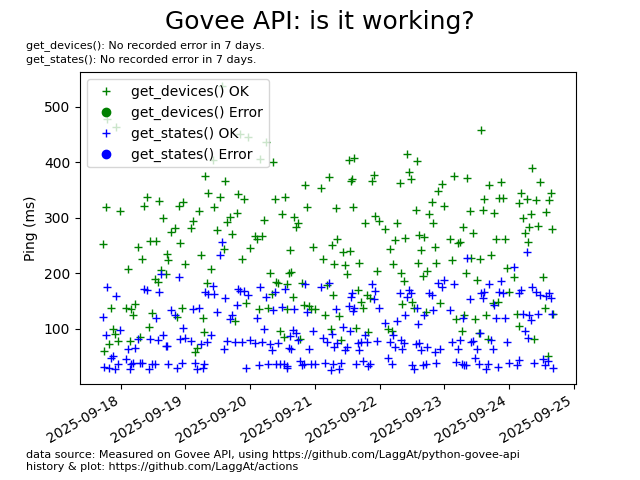 Govee API: is it working?
get_devices(): No recorded error in 7 days.
get_states(): No recorded error in 7 days.
get_devices() OK
get_devices() Error
get_states() OK
get_states() Error
Ping (ms)
500
400
300
200
100
2025-09-18
2025-09-19
2025-09-20
2025-09-21
2025-09-22
2025-09-23
2025-09-24
2025-09-25
data source: Measured on Govee API, using https://github.com/LaggAt/python-govee-api
history & plot: https://github.com/LaggAt/actions